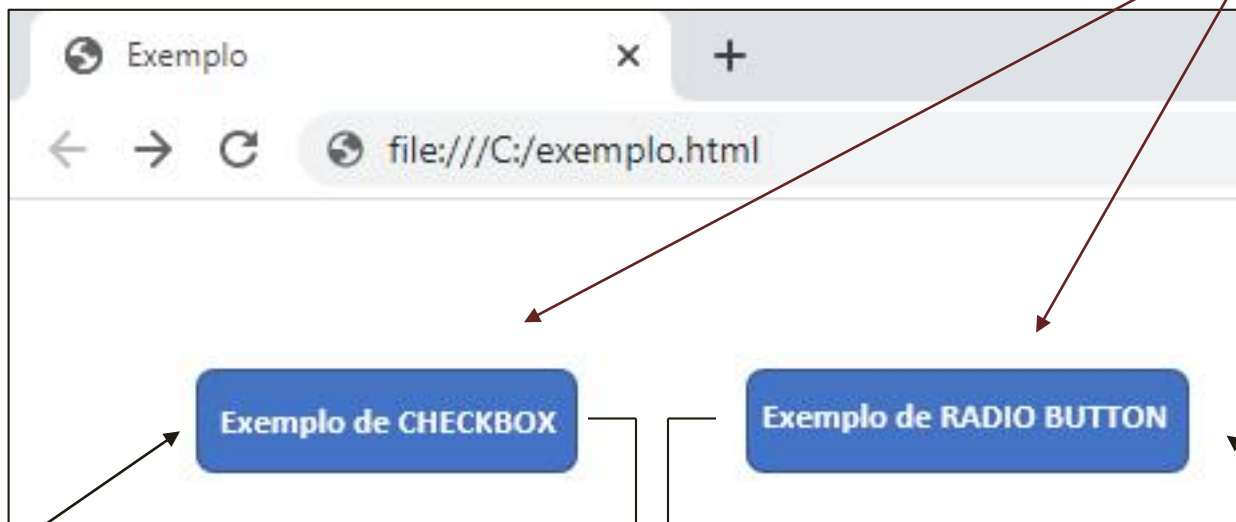 Exemplo
file:///C:/exemplo.html
Exemplo de CHECKBOX
Exemplo de RADIO BUTTON